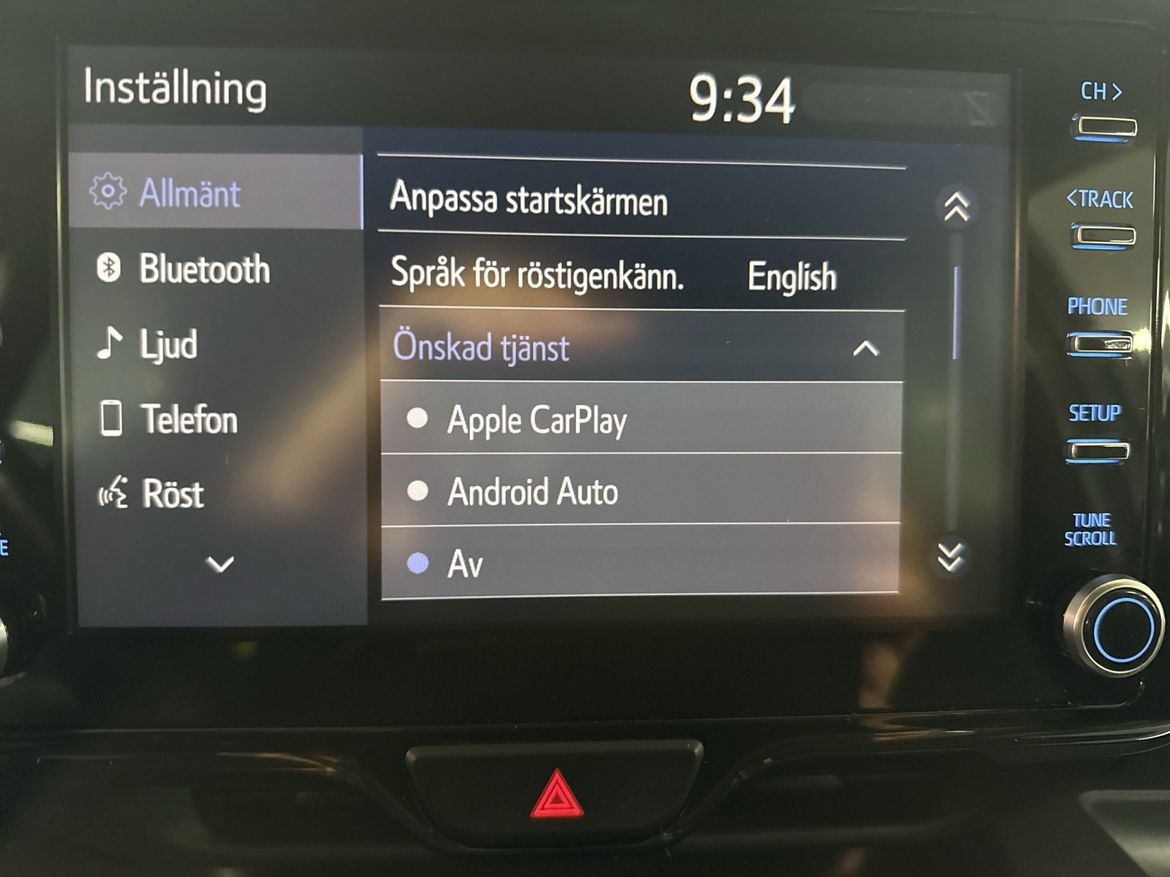 Inställning
9:34
Allmänt
Bluetooth
Ljud
Telefon
Röst
Anpassa startskärmen
Språk för röstigenkänn. English
Önskad tjänst
Apple CarPlay
Android Auto
Av
CH >
< TRACK
PHONE
SETUP
TUNE
SCROLL